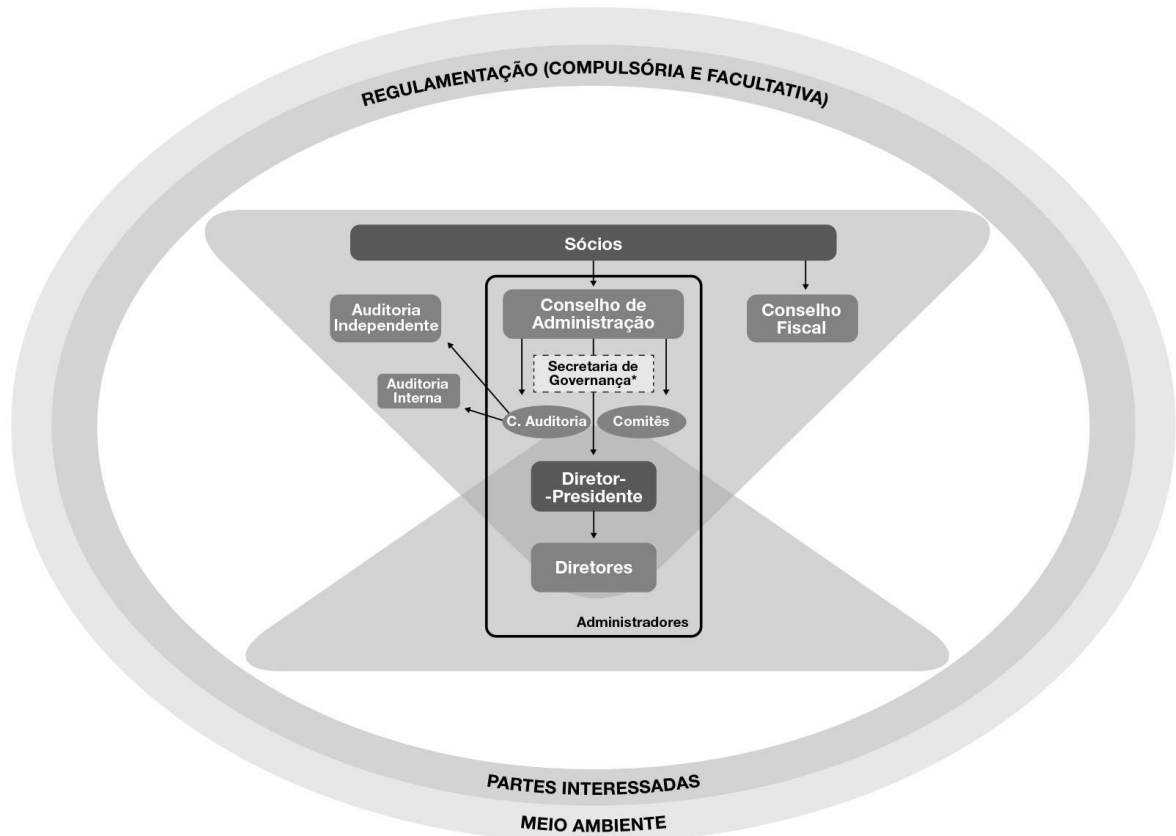 REGULAMENTAÇÃO (COMPULSÓRIA E FACULTATIVA)
Sócios
Auditoria
Independente
Conselho de
Administração
Conselho
Fiscal
Secretaria de
Governança*
Auditoria
Interna
C. Auditoria
Comitês
Diretor-
-Presidente
Diretores
Administradores
PARTES INTERESSADAS
MEIO AMBIENTE